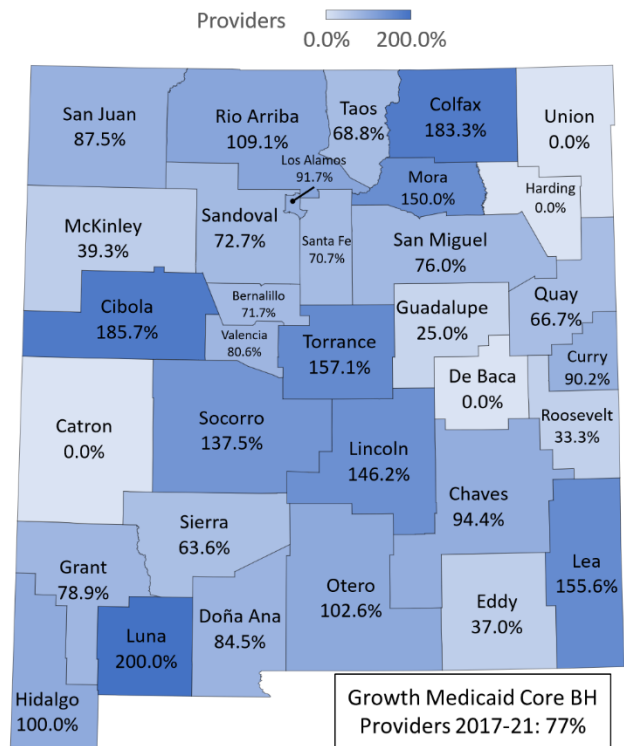 Providers
0.0% 200.0%
San Juan
87.5%
Rio Arriba
109.1%
Taos
68.8%
Colfax
183.3%
Union
0.0%
Los Alamos
91.7%
Mora
150.0%
Harding
0.0%
McKinley
39.3%
Sandoval
72.7%
Santa Fe
70.7%
San Miguel
76.0%
Quay
66.7%
Cibola
185.7%
Bernalillo
71.7%
Valencia
80.6%
Torrance
157.1%
Guadalupe
25.0%
Curry
90.2%
De Baca
0.0%
Roosevelt
33.3%
Catron
0.0%
Socorro
137.5%
Lincoln
146.2%
Chaves
94.4%
Sierra
63.6%
Grant
78.9%
Otero
102.6%
Lea
155.6%
Eddy
37.0%
Luna
200.0%
Doña Ana
84.5%
Hidalgo
100.0%
Growth Medicaid Core BH
Providers 2017-21: 77%